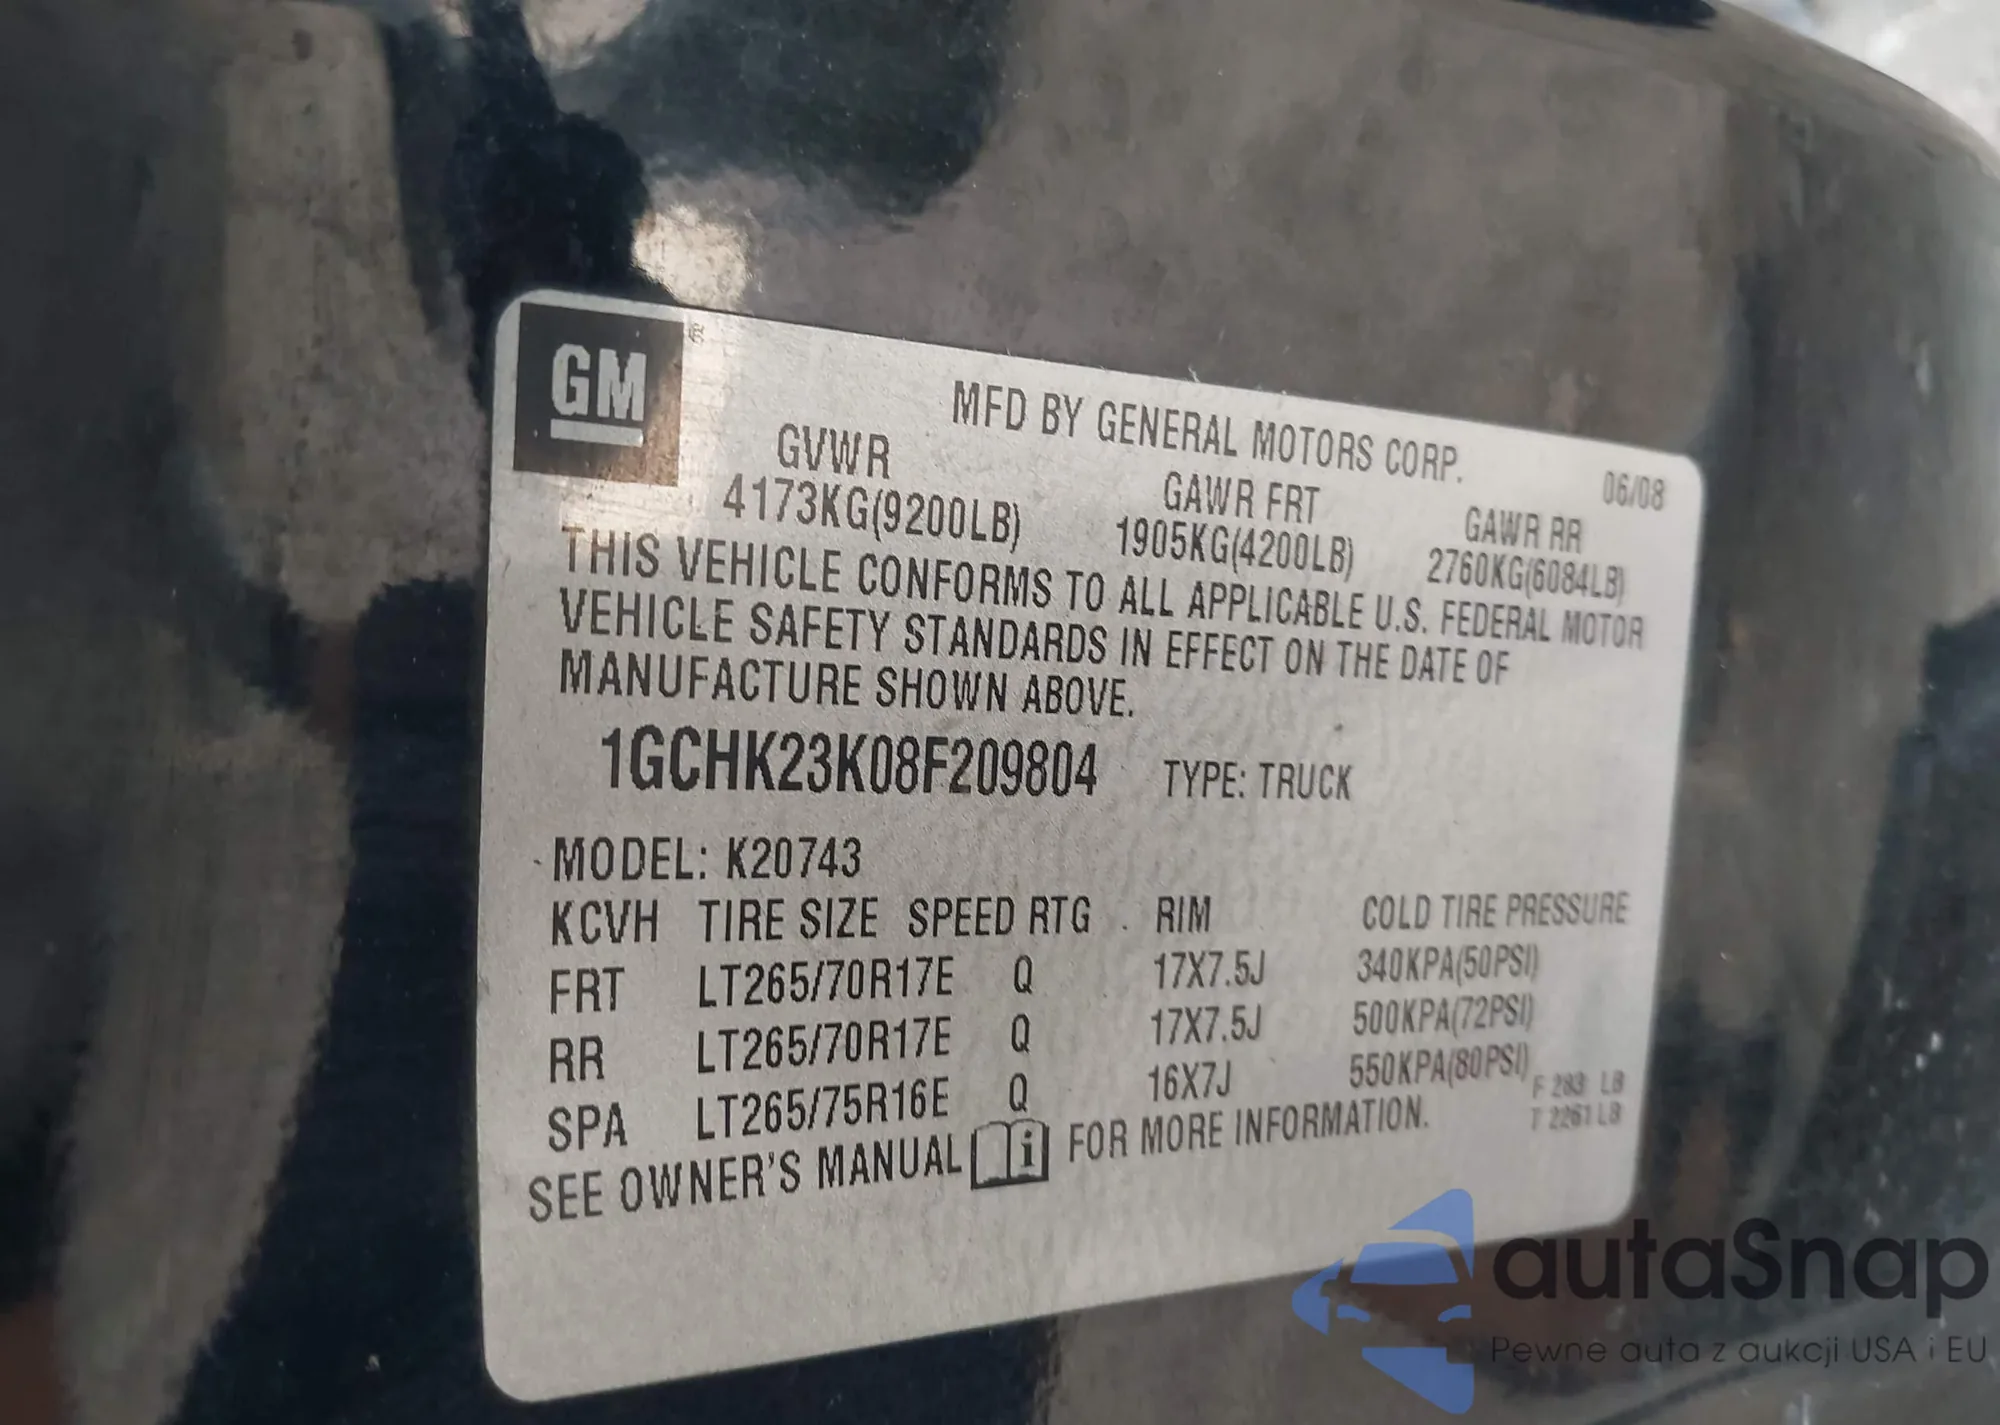 GM
MFD BY GENERAL MOTORS CORP.
06/08
GVWR GAWR FRT GAWR RR
4173KG(9200LB) 1905KG(4200LB) 2760KG(6084LB)
THIS VEHICLE CONFORMS TO ALL APPLICABLE U.S. FEDERAL MOTOR
VEHICLE SAFETY STANDARDS IN EFFECT ON THE DATE OF
MANUFACTURE SHOWN ABOVE.
1GCHK23K08F209804 TYPE: TRUCK
MODEL: K20743
KCVH TIRE SIZE SPEED RTG RIM COLD TIRE PRESSURE
FRT LT265/70R17E Q 17X7.5J 340KPA(50PSI)
RR LT265/70R17E Q 17X7.5J 500KPA(72PSI)
SPA LT265/75R16E Q 16X7J 550KPA(80PSI)
F 283 LB
T 2261 LB
SEE OWNER'S MANUAL i FOR MORE INFORMATION.
autaSnap
Pewne auta z aukcji USA i EU